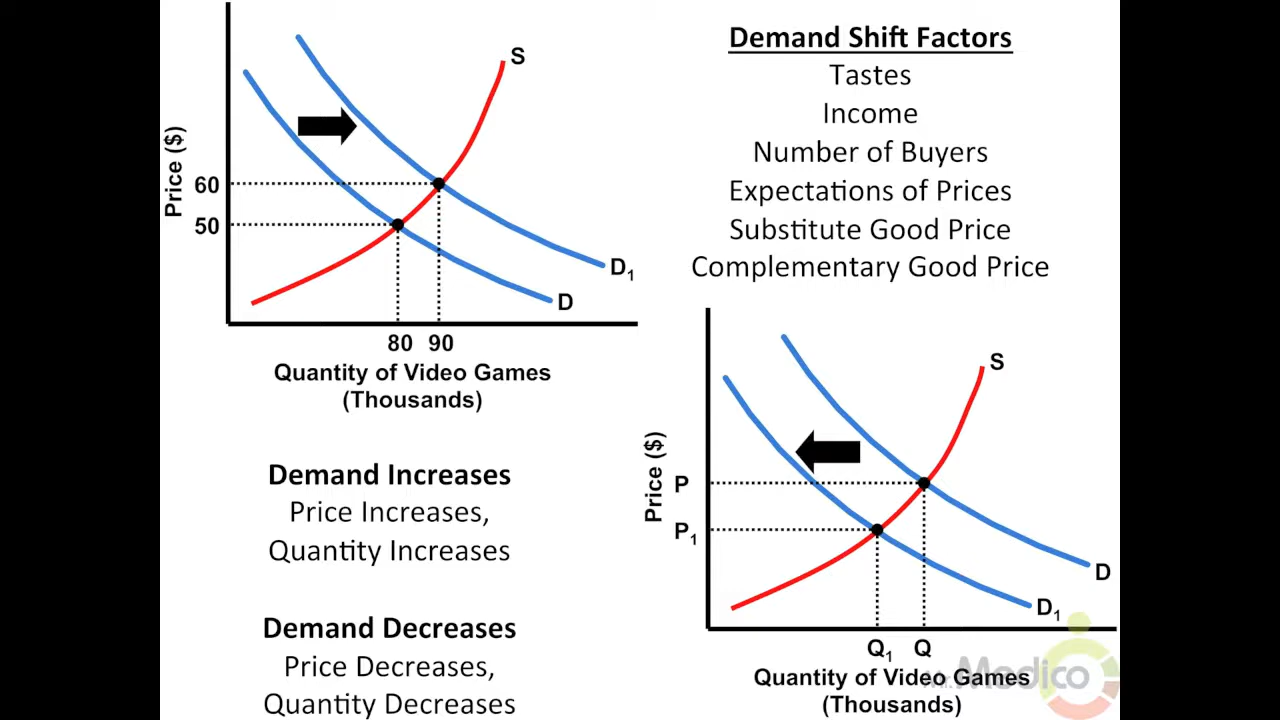 S
Price ($)
60
50
D1
D
80 90
Quantity of Video Games
(Thousands)
Demand Increases
Price Increases,
Quantity Increases
Demand Decreases
Price Decreases,
Quantity Decreases
Demand Shift Factors
Tastes
Income
Number of Buyers
Expectations of Prices
Substitute Good Price
Complementary Good Price
S
Price ($)
P
P1
D
D1
Q1 Q
Quantity of Video Games
(Thousands)
Mr. Medico